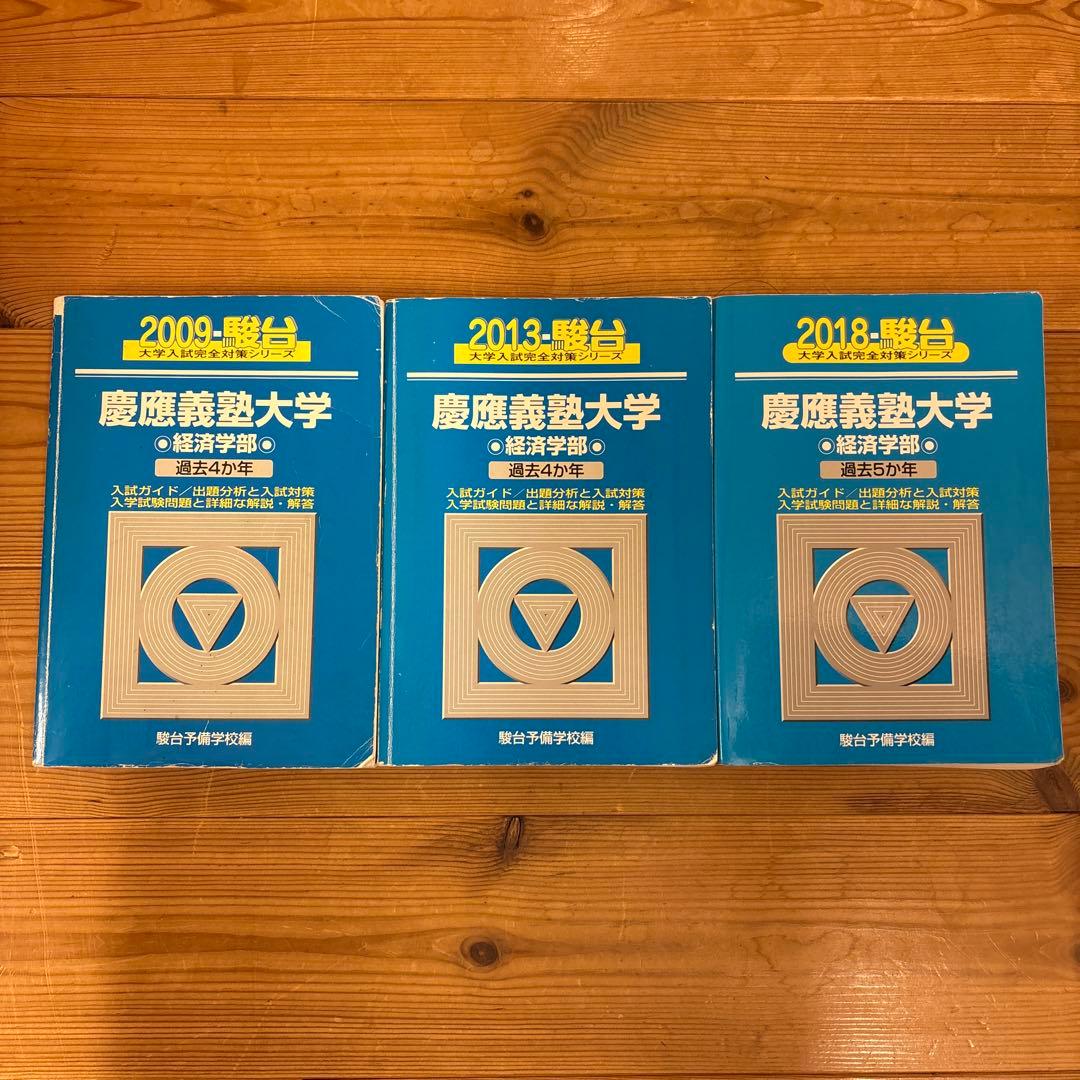 2009-駿台
大学入試完全対策シリーズ
慶應義塾大学
経済学部
過去4か年
入試ガイド/出題分析と入試対策
入学試験問題と詳細な解説・解答
駿台予備学校編
2013-駿台
大学入試完全対策シリーズ
慶應義塾大学
経済学部
過去4か年
入試ガイド/出題分析と入試対策
入学試験問題と詳細な解説・解答
駿台予備学校編
2018-駿台
大学入試完全対策シリーズ
慶應義塾大学
経済学部
過去5か年
入試ガイド/出題分析と入試対策
入学試験問題と詳細な解説・解答
駿台予備学校編